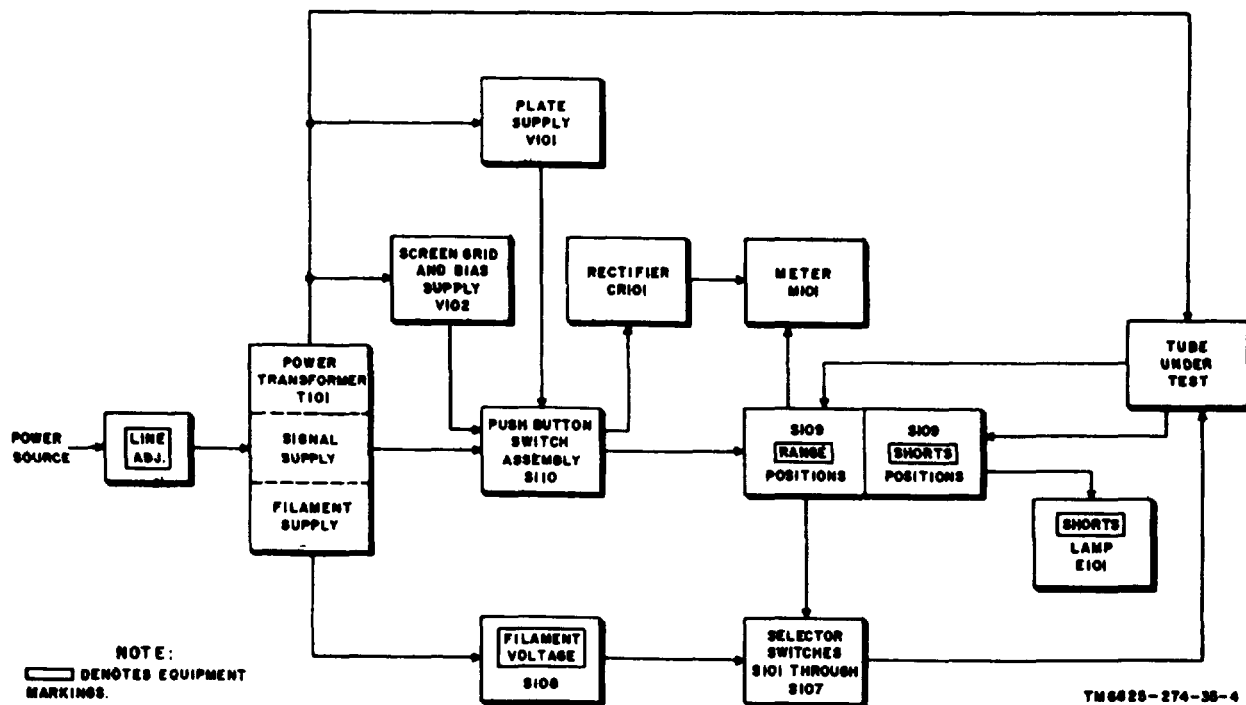 PLATE
SUPPLY
V101
SCREEN GRID
AND BIAS
SUPPLY
V102
RECTIFIER
CR101
METER
M101
TUBE
UNDER
TEST
POWER
TRANSFORMER
T101
SIGNAL
SUPPLY
FILAMENT
SUPPLY
POWER
SOURCE
LINE
ADJ.
PUSH BUTTON
SWITCH
ASSEMBLY
S110
S109
RANGE
POSITIONS
S109
SHORTS
POSITIONS
SHORTS
LAMP
E101
FILAMENT
VOLTAGE
S108
SELECTOR
SWITCHES
S101 THROUGH
S107
NOTE:
DENOTES EQUIPMENT
MARKINGS.
TM6625-274-35-4